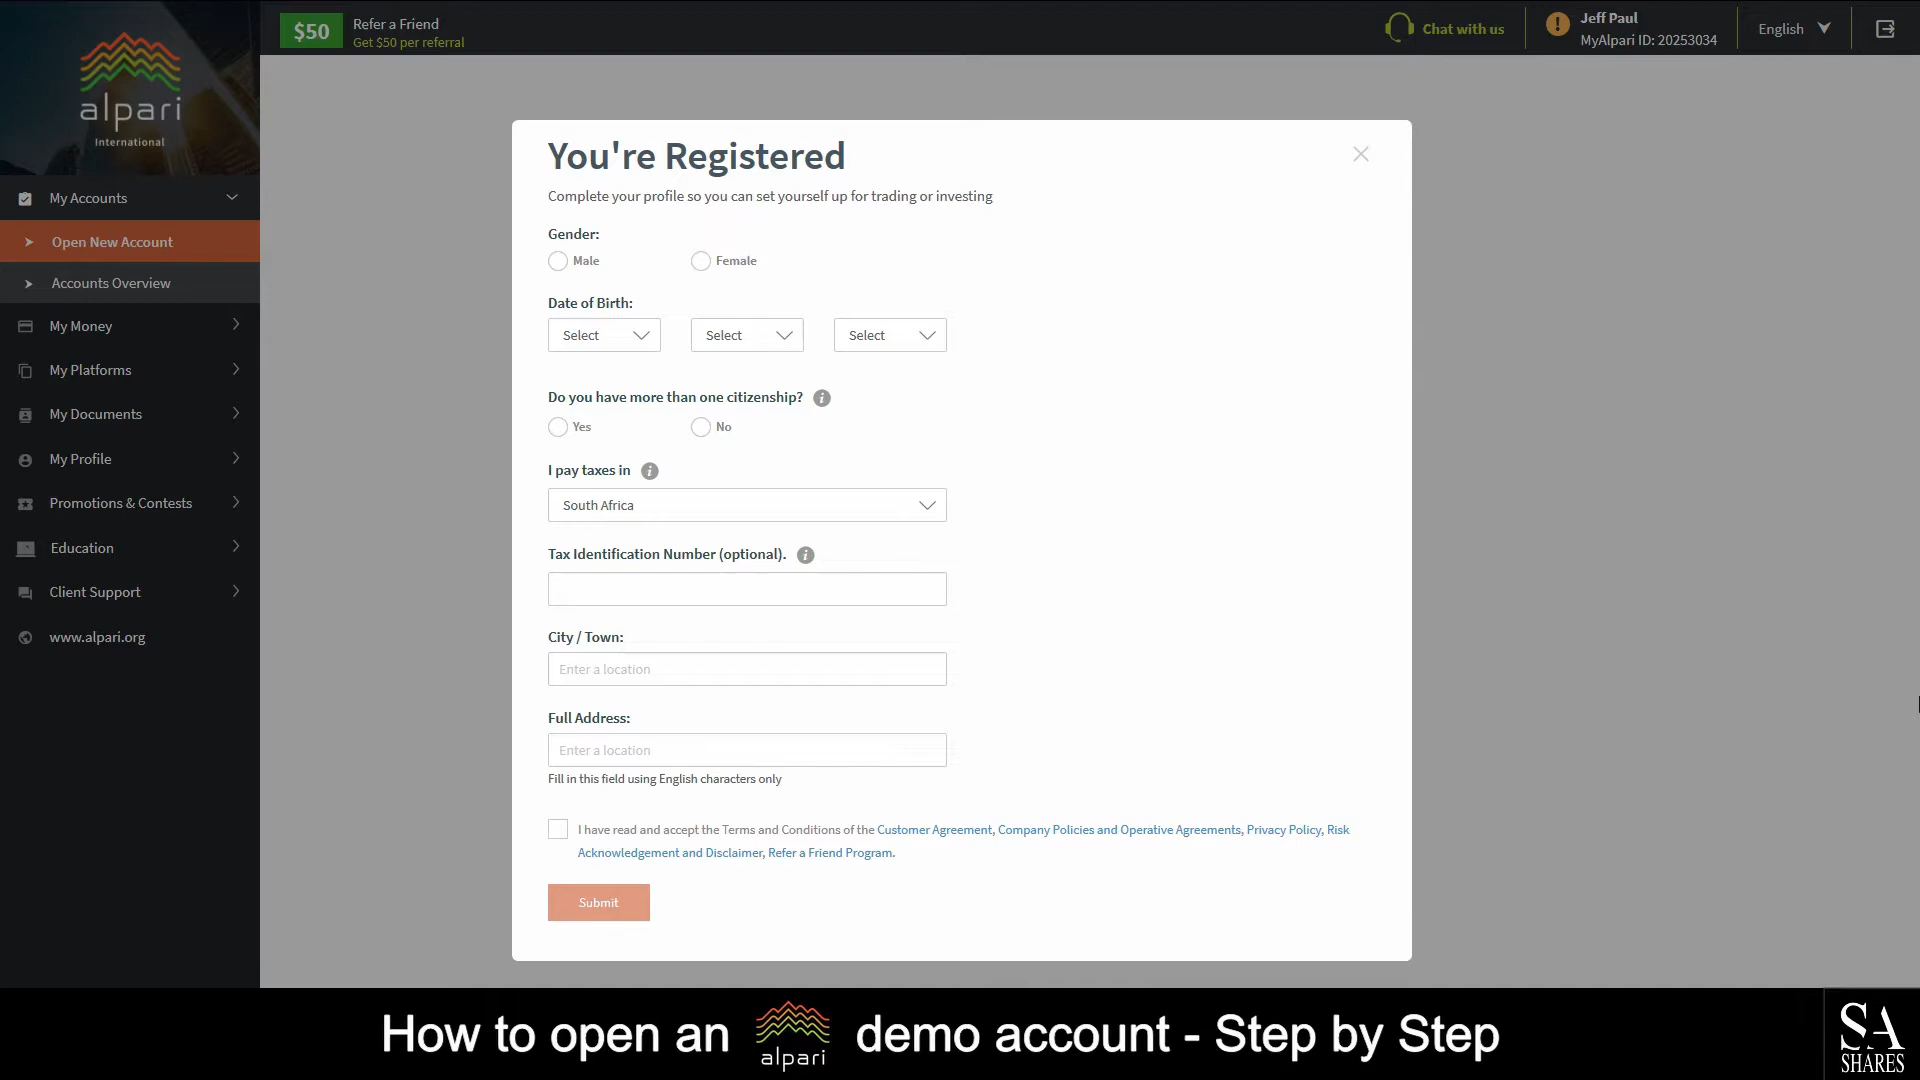 $50
Refer a Friend
Get $50 per referral
Chat with us
!
Jeff Paul
MyAlpari ID: 20253034
English
alpari
International
My Accounts
Open New Account
Accounts Overview
My Money
My Platforms
My Documents
My Profile
Promotions & Contests
Education
Client Support
www.alpari.org
You're Registered
Complete your profile so you can set yourself up for trading or investing
Gender:
Male Female
Date of Birth:
Select Select Select
Do you have more than one citizenship? i
Yes No
I pay taxes in i
South Africa
Tax Identification Number (optional). i
City / Town:
Enter a location
Full Address:
Enter a location
Fill in this field using English characters only
I have read and accept the Terms and Conditions of the Customer Agreement, Company Policies and Operative Agreements, Privacy Policy, Risk
Acknowledgement and Disclaimer, Refer a Friend Program.
Submit
How to open an alpari demo account - Step by Step
SA
SHARES